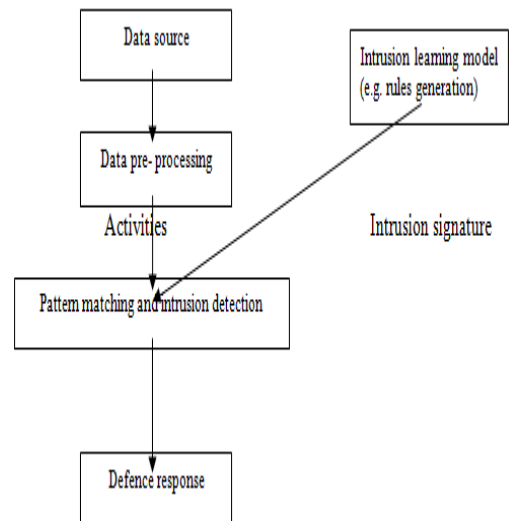 Data source
Intrusion learning model
(e.g. rules generation)
Data pre- processing
Activities
Intrusion signature
Pattern matching and intrusion detection
Defence response